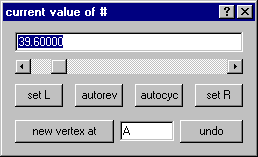 current value of #
39.60000
set L autorev autocyc set R
new vertex at A undo